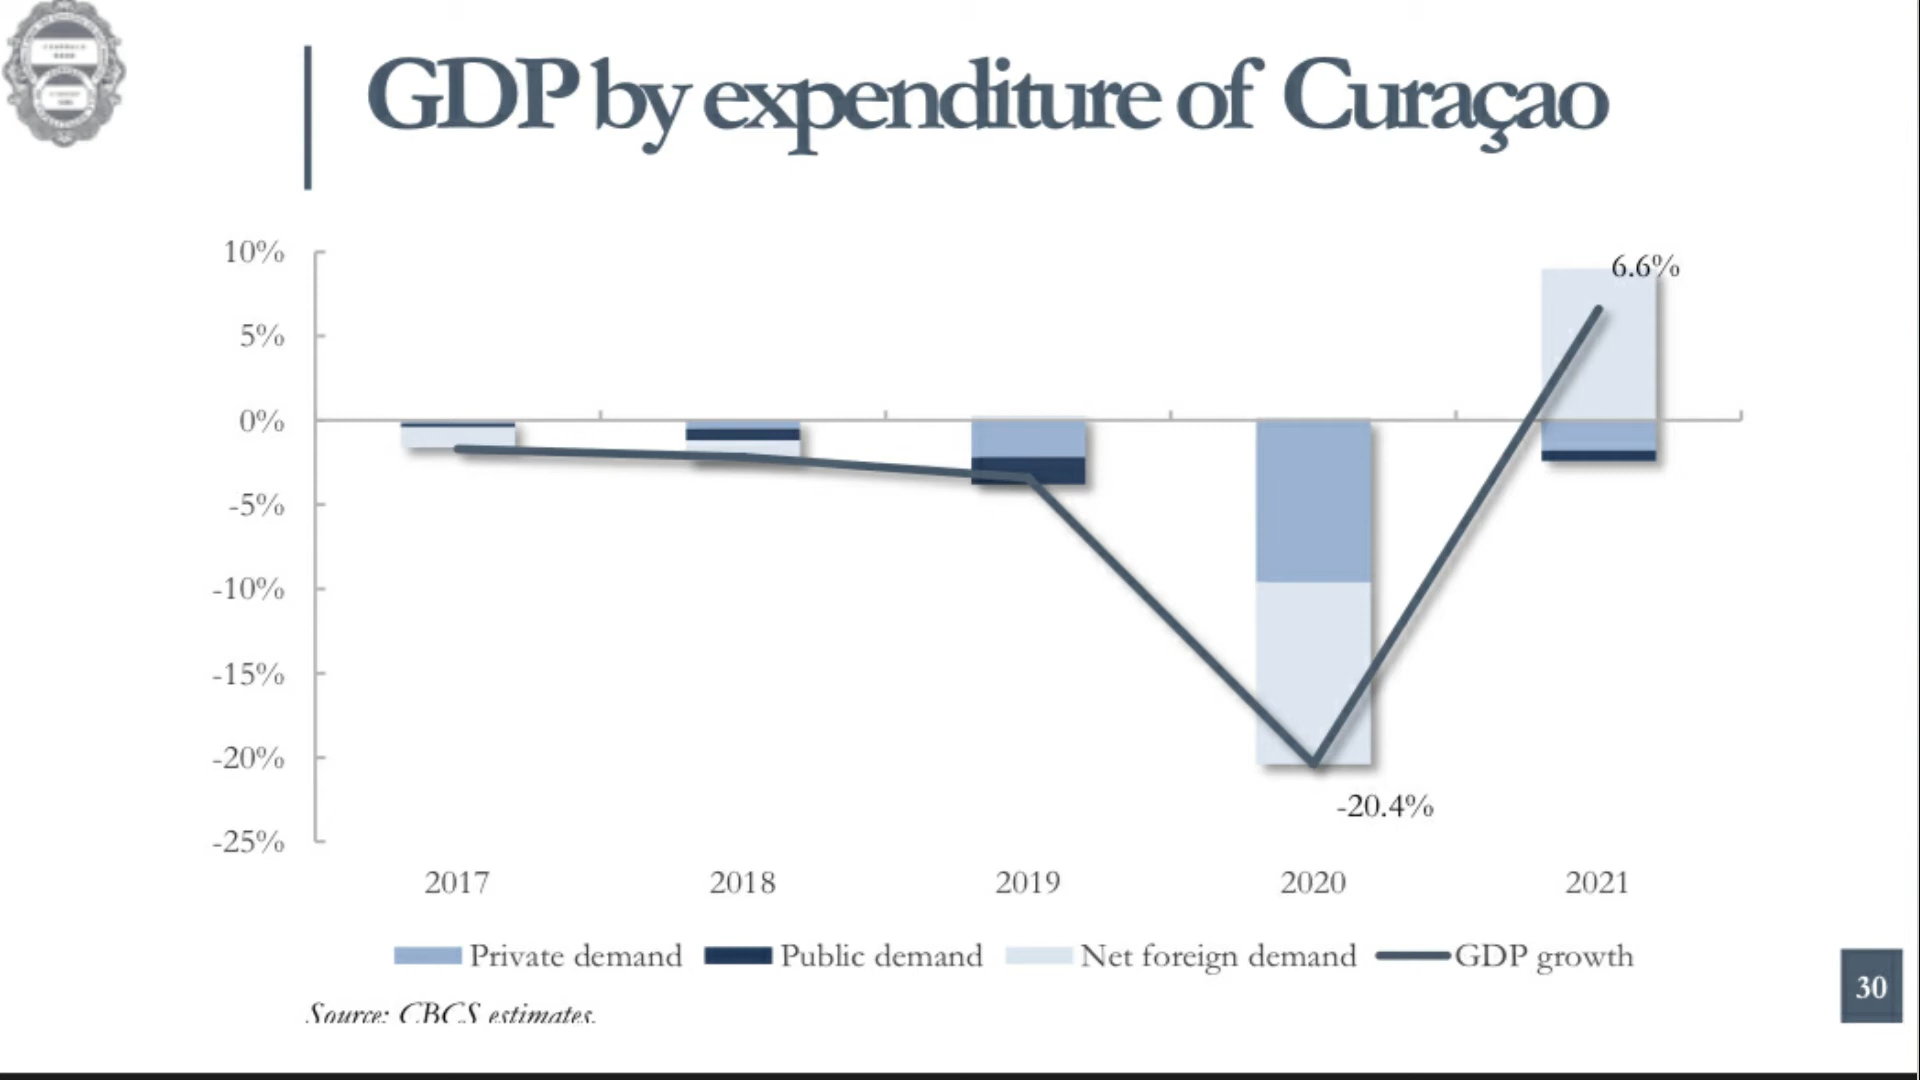 GDP by expenditure of Curaçao
10%
5%
0%
-5%
-10%
-15%
-20%
-25%
6.6%
-20.4%
2017 2018 2019 2020 2021
Private demand Public demand Net foreign demand GDP growth
Source: CBCS estimates.
30